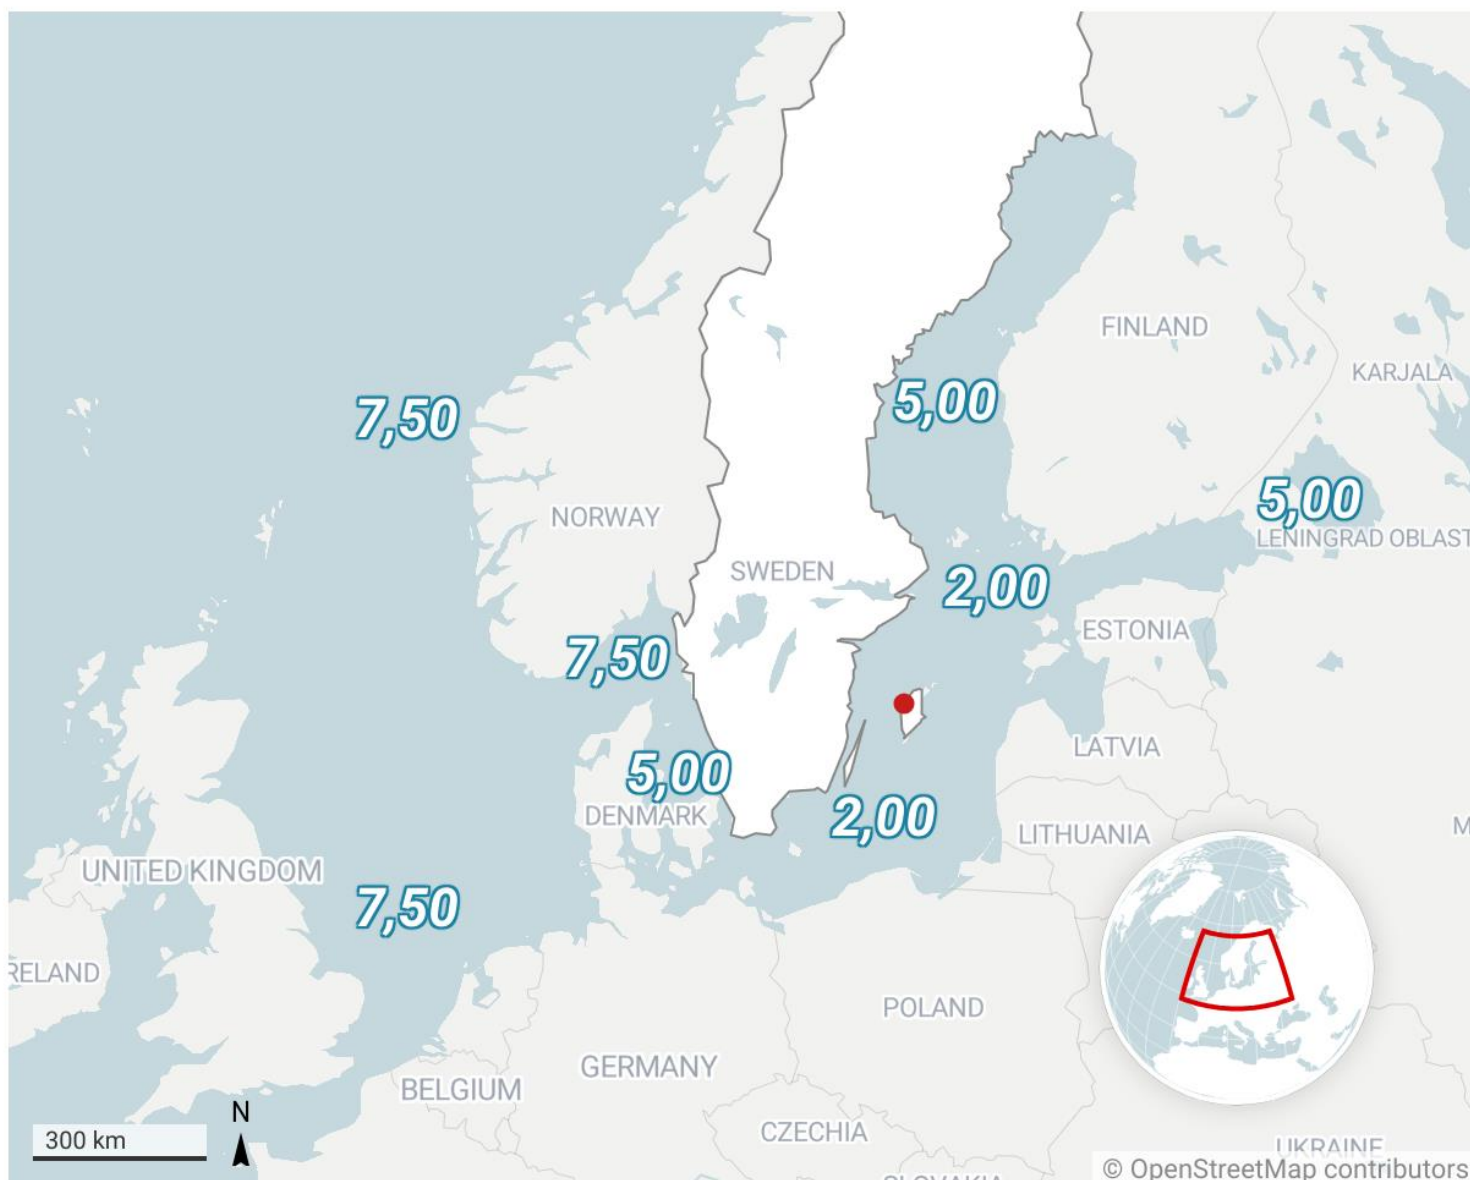 FINLAND
KARJALA
5,00
7,50
5,00
NORWAY
LENINGRAD OBLAST
SWEDEN
2,00
ESTONIA
7,50
LATVIA
5,00
DENMARK
2,00
LITHUANIA
M
UNITED KINGDOM
7,50
RELAND
POLAND
GERMANY
BELGIUM
N
CZECHIA
300 km
UKRAINE
© OpenStreetMap contributors